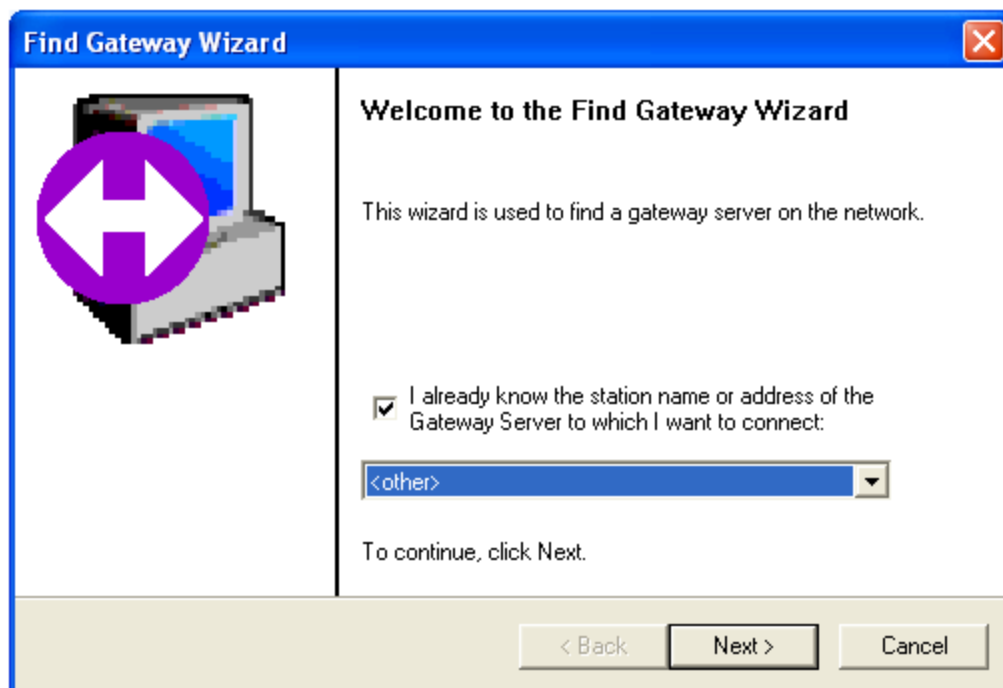 Find Gateway Wizard
Welcome to the Find Gateway Wizard
This wizard is used to find a gateway server on the network.
I already know the station name or address of the
Gateway Server to which I want to connect:
<other>
To continue, click Next.
< Back
Next >
Cancel